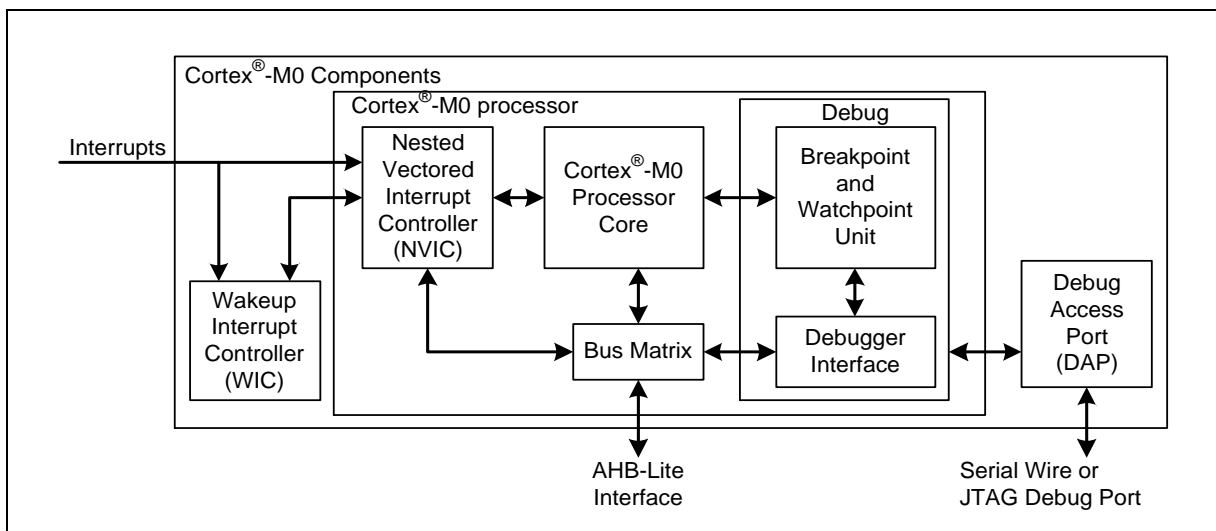 Cortex®-M0 Components
Cortex®-M0 processor
Debug
Interrupts
Nested
Vectored
Interrupt
Controller
(NVIC)
Cortex®-M0
Processor
Core
Breakpoint
and
Watchpoint
Unit
Wakeup
Interrupt
Controller
(WIC)
Bus Matrix
Debugger
Interface
Debug
Access
Port
(DAP)
AHB-Lite
Interface
Serial Wire or
JTAG Debug Port